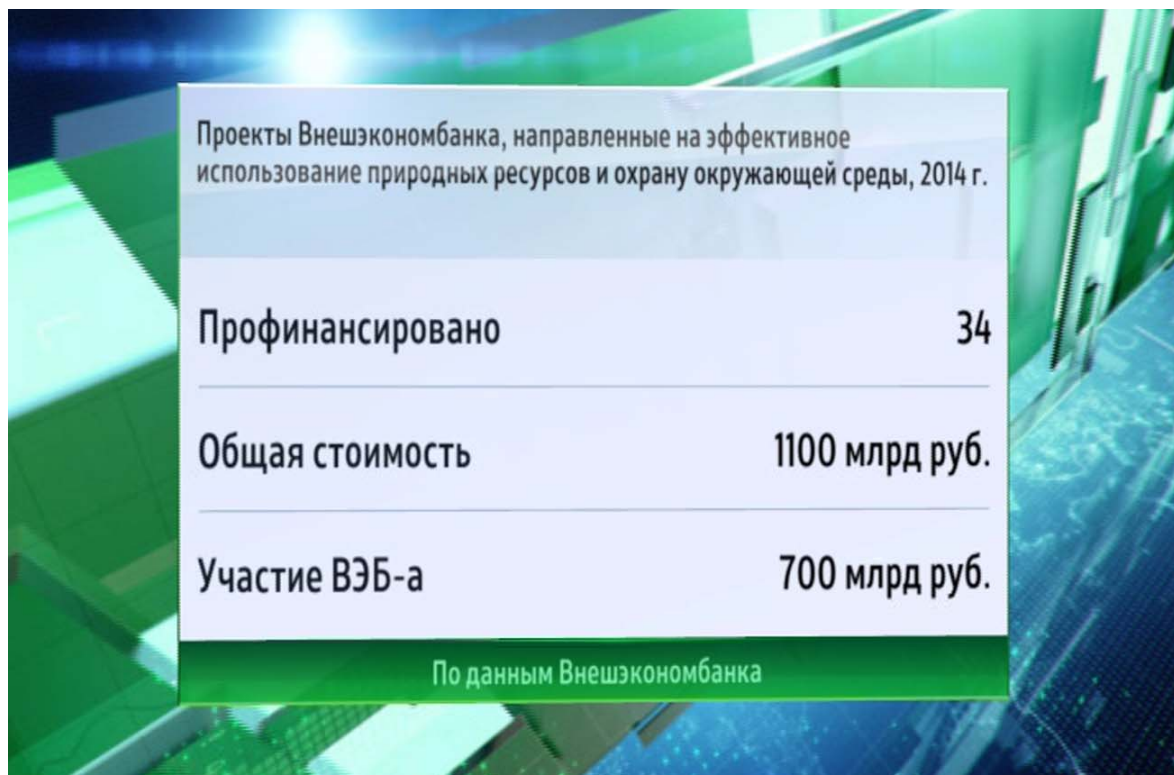 Проекты Внешэкономбанка, направленные на эффективное
использование природных ресурсов и охрану окружающей среды, 2014 г.
Профинансировано 34
Общая стоимость 1100 млрд руб.
Участие ВЭБ-а 700 млрд руб.
По данным Внешэкономбанка